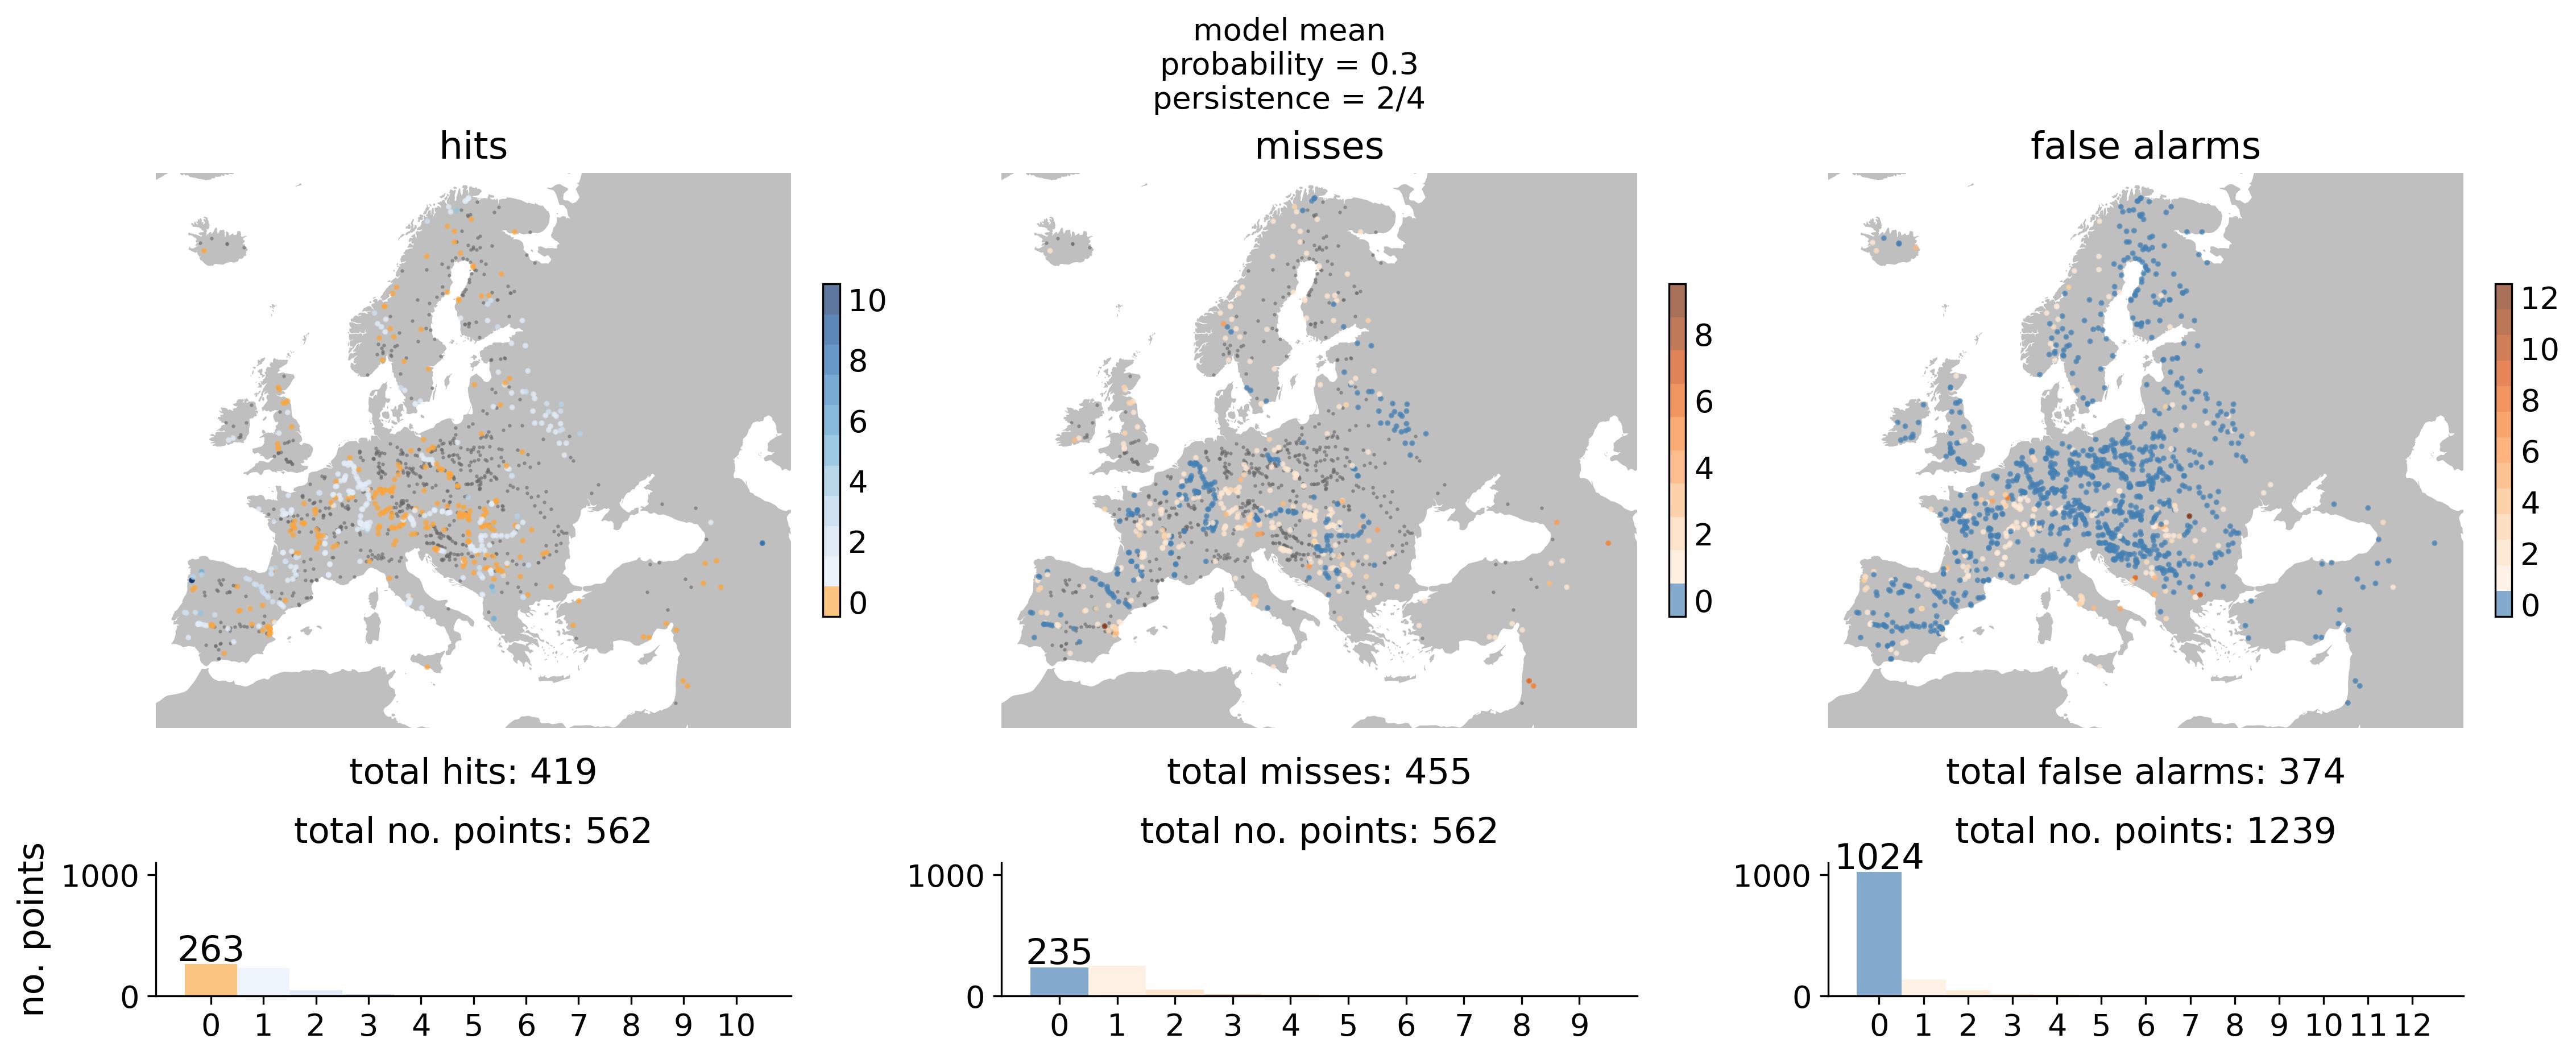 model mean
probability = 0.3
persistence = 2/4
hits
misses
false alarms
10
8
6
4
2
0
8
6
4
2
0
12
10
8
6
4
2
0
total hits: 419
total misses: 455
total false alarms: 374
total no. points: 562
total no. points: 562
total no. points: 1239
no. points
1000
0
263
0 1 2 3 4 5 6 7 8 9 10
1000
0
235
0 1 2 3 4 5 6 7 8 9
1000
0
1024
0 1 2 3 4 5 6 7 8 9 10 11 12